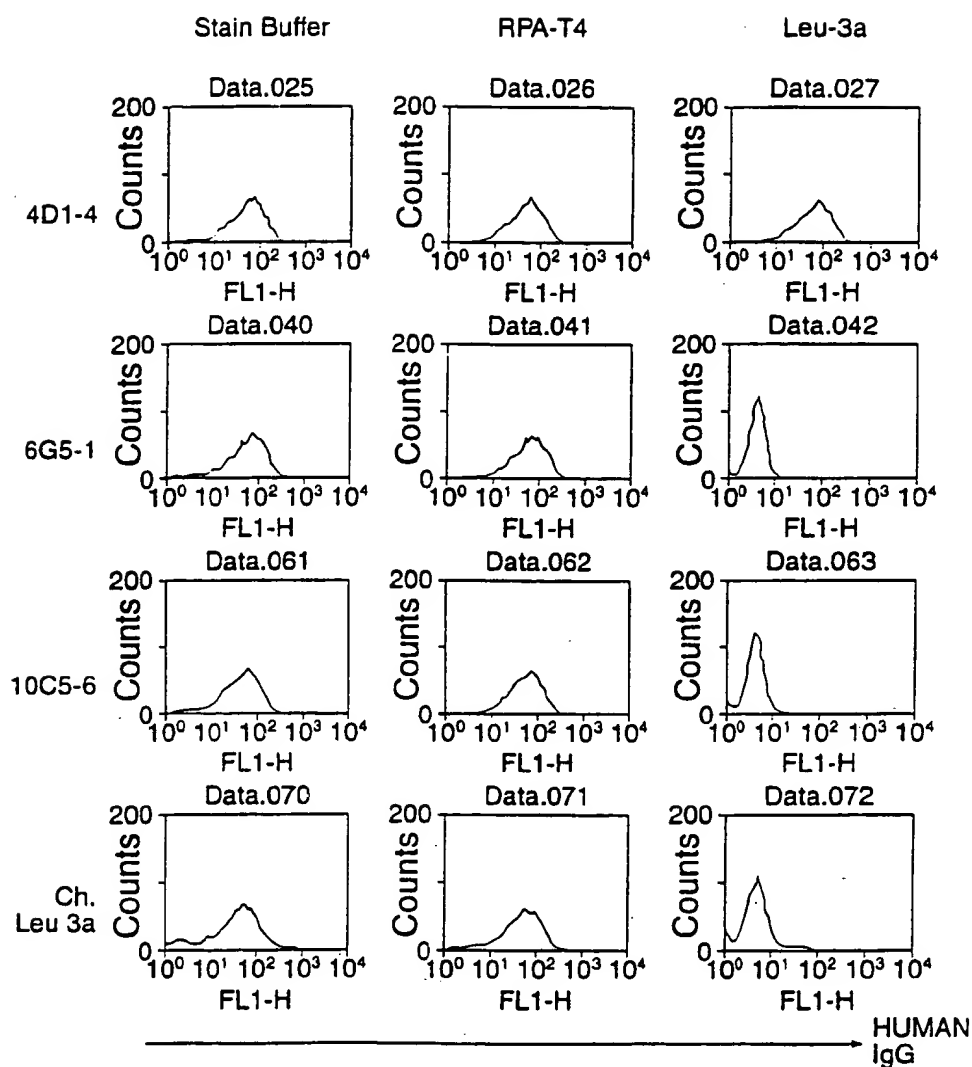 Stain Buffer RPA-T4 Leu-3a
Data.025 Data.026 Data.027
200 200 200
Counts Counts Counts
4D1-4
0 0 0
10⁰ 10¹ 10² 10³ 10⁴ 10⁰ 10¹ 10² 10³ 10⁴ 10⁰ 10¹ 10² 10³ 10⁴
FL1-H FL1-H FL1-H
Data.040 Data.041 Data.042
200 200 200
Counts Counts Counts
6G5-1
0 0 0
10⁰ 10¹ 10² 10³ 10⁴ 10⁰ 10¹ 10² 10³ 10⁴ 10⁰ 10¹ 10² 10³ 10⁴
FL1-H FL1-H FL1-H
Data.061 Data.062 Data.063
200 200 200
Counts Counts Counts
10C5-6
0 0 0
10⁰ 10¹ 10² 10³ 10⁴ 10⁰ 10¹ 10² 10³ 10⁴ 10⁰ 10¹ 10² 10³ 10⁴
FL1-H FL1-H FL1-H
Data.070 Data.071 Data.072
200 200 200
Counts Counts Counts
Ch.
Leu 3a
0 0 0
10⁰ 10¹ 10² 10³ 10⁴ 10⁰ 10¹ 10² 10³ 10⁴ 10⁰ 10¹ 10² 10³ 10⁴
FL1-H FL1-H FL1-H
HUMAN
IgG